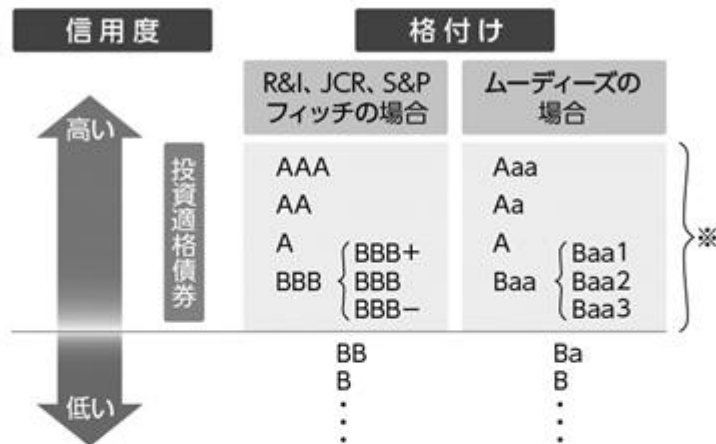 信用度
格付け
R&I、JCR、S&P
フィッチの場合
ムーディーズの
場合
高い
投資適格債券
AAA
Aaa
AA
Aa
A
A
BBB
BBB+
BBB
BBB−
Baa
Baa1
Baa2
Baa3
※
BB
Ba
B
B
低い